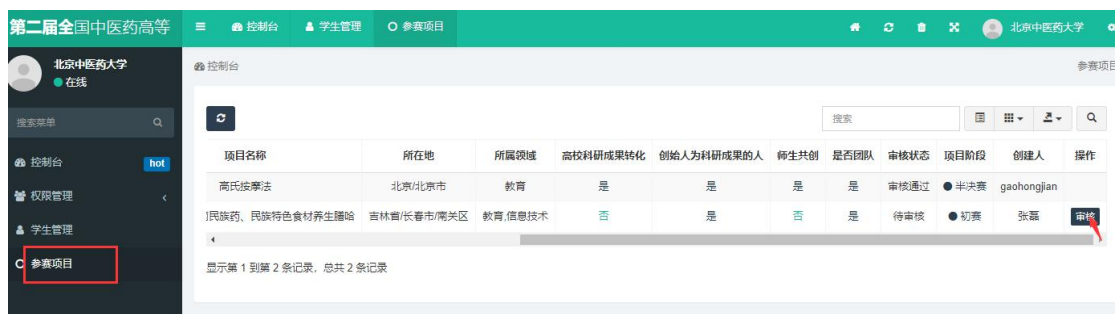 第二届全国中医药高等 控制台 学生管理 参赛项目 北京中医药大学
北京中医药大学
在线
控制台 参赛项目
搜索菜单
搜索
控制台 hot
权限管理
学生管理
参赛项目
项目名称 所在地 所属领域 高校科研成果转化 创始人为科研成果的人 师生共创 是否团队 审核状态 项目阶段 创建人 操作
高氏按摩法 北京/北京市 教育 是 是 是 是 审核通过 半决赛 gaohongjian
民族药、民族特色食材养生膳哈 吉林省/长春市/南关区 教育,信息技术 否 是 否 是 待审核 初赛 张磊 审核
显示第 1 到第 2 条记录，总共 2 条记录